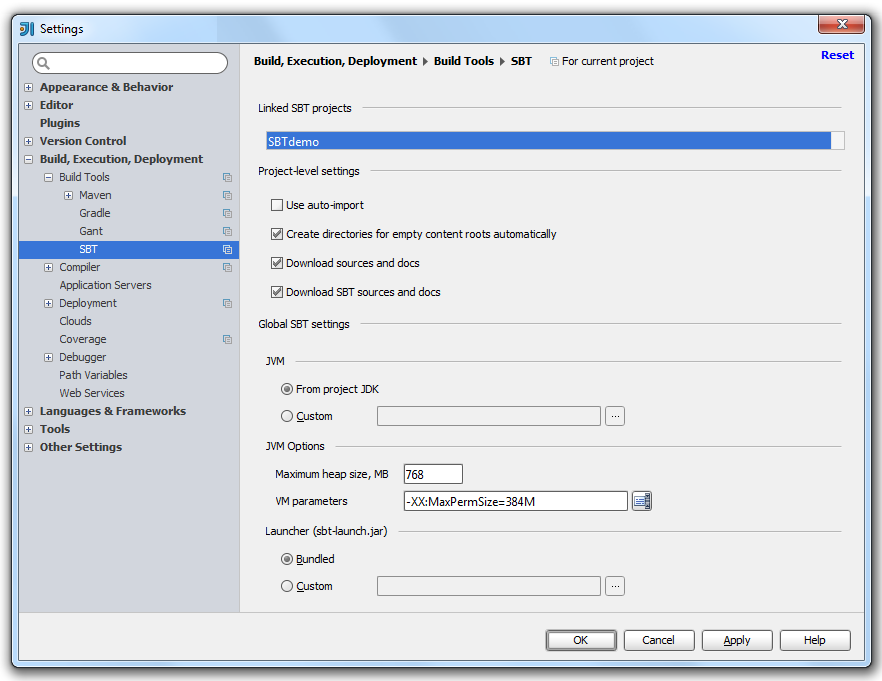 Settings
Build, Execution, Deployment Build Tools SBT For current project Reset
Appearance & Behavior
Editor
Plugins
Version Control
Build, Execution, Deployment
Build Tools
Maven
Gradle
Gant
SBT
Compiler
Application Servers
Deployment
Clouds
Coverage
Debugger
Path Variables
Web Services
Languages & Frameworks
Tools
Other Settings
Linked SBT projects
SBTdemo
Project-level settings
Use auto-import
Create directories for empty content roots automatically
Download sources and docs
Download SBT sources and docs
Global SBT settings
JVM
From project JDK
Custom ...
JVM Options
Maximum heap size, MB 768
VM parameters -XX:MaxPermSize=384M
Launcher (sbt-launch.jar)
Bundled
Custom ...
OK Cancel Apply Help